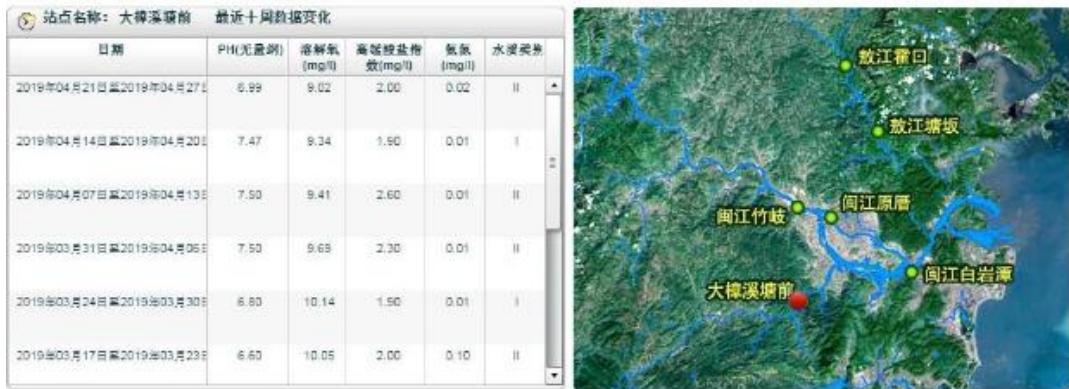 站点名称：大樟溪塘前 最近十周数据变化
日期 PH(无量纲) 溶解氧(mg/l) 高锰酸盐指数(mg/l) 氨氮(mg/l) 水质类别
2019年04月21日至2019年04月27日 6.99 9.02 2.00 0.02 II
2019年04月14日至2019年04月20日 7.47 9.34 1.90 0.01 I
2019年04月07日至2019年04月13日 7.50 9.41 2.60 0.01 II
2019年03月31日至2019年04月06日 7.50 9.69 2.30 0.01 II
2019年03月24日至2019年03月30日 6.80 10.14 1.50 0.01 I
2019年03月17日至2019年03月23日 6.60 10.05 2.00 0.10 II
敖江霍口
敖江塘坂
闽江原厝
闽江竹岐
闽江白岩潭
大樟溪塘前